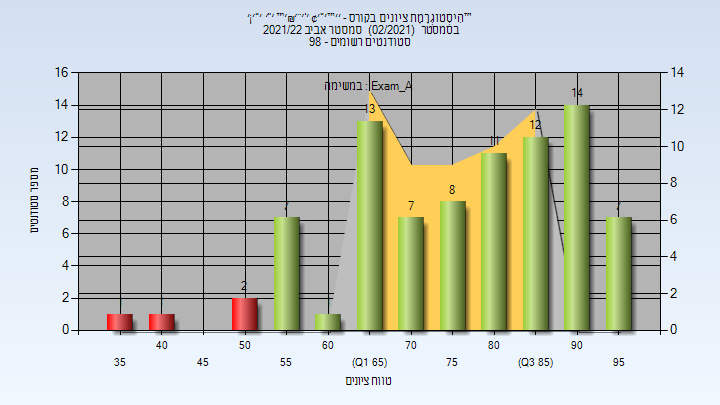 היסטוגרמת ציונים בקורס -
בסמסטר (02/2021) סמסטר אביב 2021/22
סטודנטים רשומים - 98
במשימה : Exam_A
מספר סטודנטים
16 14 12 10 8 6 4 2 0
14 12 10 8 6 4 2 0
2 7 13 7 8 11 12 14 7
40 50 60 70 80 90
35 45 55 (Q1 65) 75 (Q3 85) 95
טווח ציונים